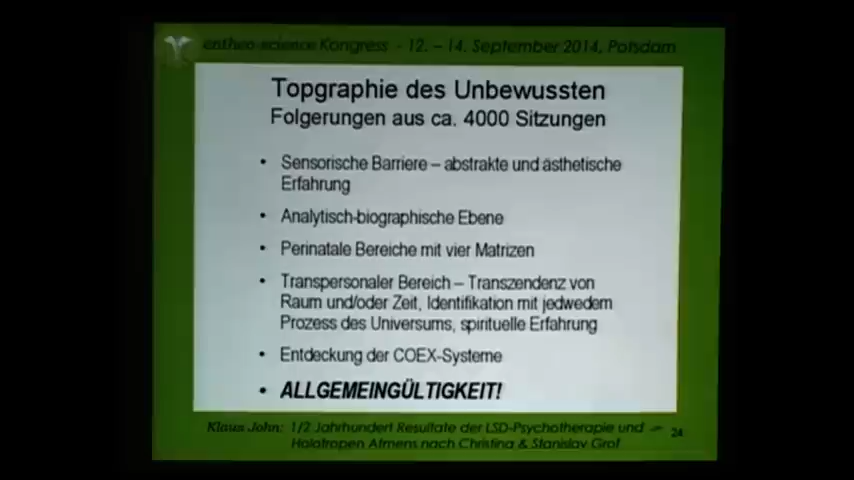 entheo-science Kongress - 12. – 14. September 2014, Potsdam
Topgraphie des Unbewussten
Folgerungen aus ca. 4000 Sitzungen
• Sensorische Barriere – abstrakte und ästhetische
Erfahrung
• Analytisch-biographische Ebene
• Perinatale Bereiche mit vier Matrizen
• Transpersonaler Bereich – Transzendenz von
Raum und/oder Zeit, Identifikation mit jedwedem
Prozess des Universums, spirituelle Erfahrung
• Entdeckung der COEX-Systeme
• ALLGEMEINGÜLTIGKEIT!
Klaus John: 1/2 Jahrhundert Resultate der LSD-Psychotherapie und
24
Holotropen Atmens nach Christina & Stanislav Grof